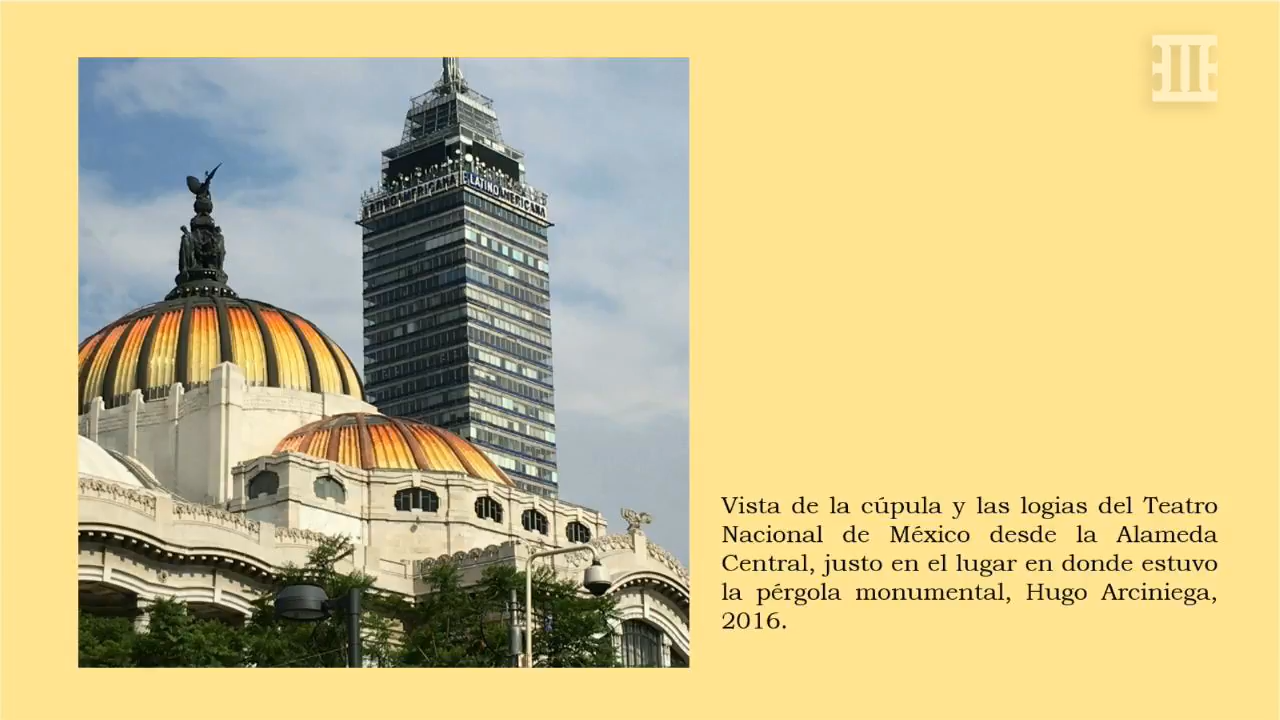 LATINOAMERICANA
LATINO AMERICANA
Vista de la cúpula y las logias del Teatro
Nacional de México desde la Alameda
Central, justo en el lugar en donde estuvo
la pérgola monumental, Hugo Arciniega,
2016.